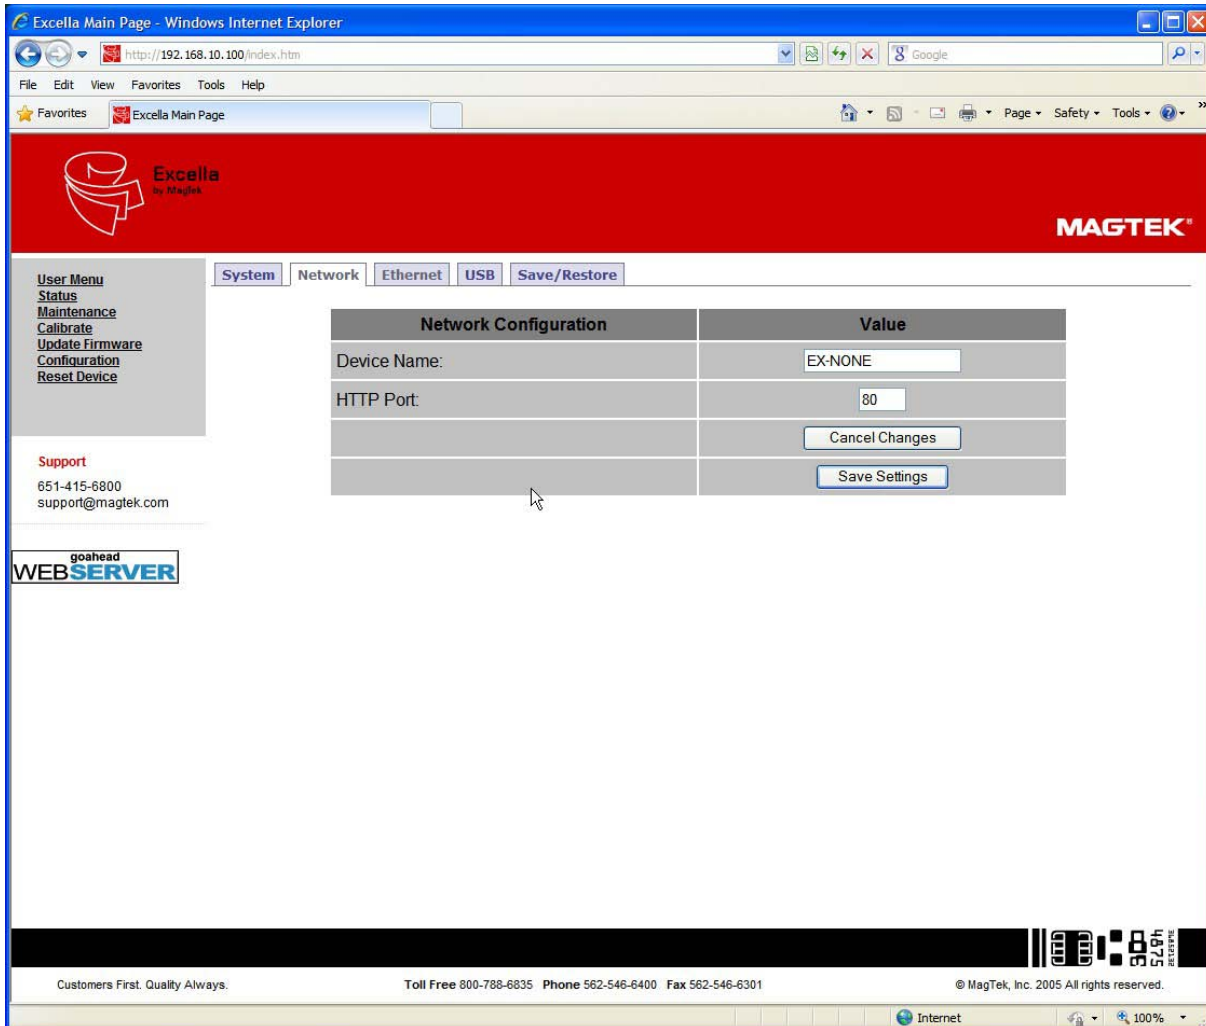 Excella Main Page - Windows Internet Explorer
http://192.168.10.100/index.htm
Google
File Edit View Favorites Tools Help
Favorites Excella Main Page Page Safety Tools
Excella
by Magtek
MAGTEK®
User Menu
Status
Maintenance
Calibrate
Update Firmware
Configuration
Reset Device
Support
651-415-6800
support@magtek.com
goahead
WEBSERVER
System Network Ethernet USB Save/Restore
Network Configuration Value
Device Name: EX-NONE
HTTP Port: 80
Cancel Changes
Save Settings
Customers First. Quality Always. Toll Free 800-788-6835 Phone 562-546-6400 Fax 562-546-6301 © MagTek, Inc. 2005 All rights reserved.
Internet 100%